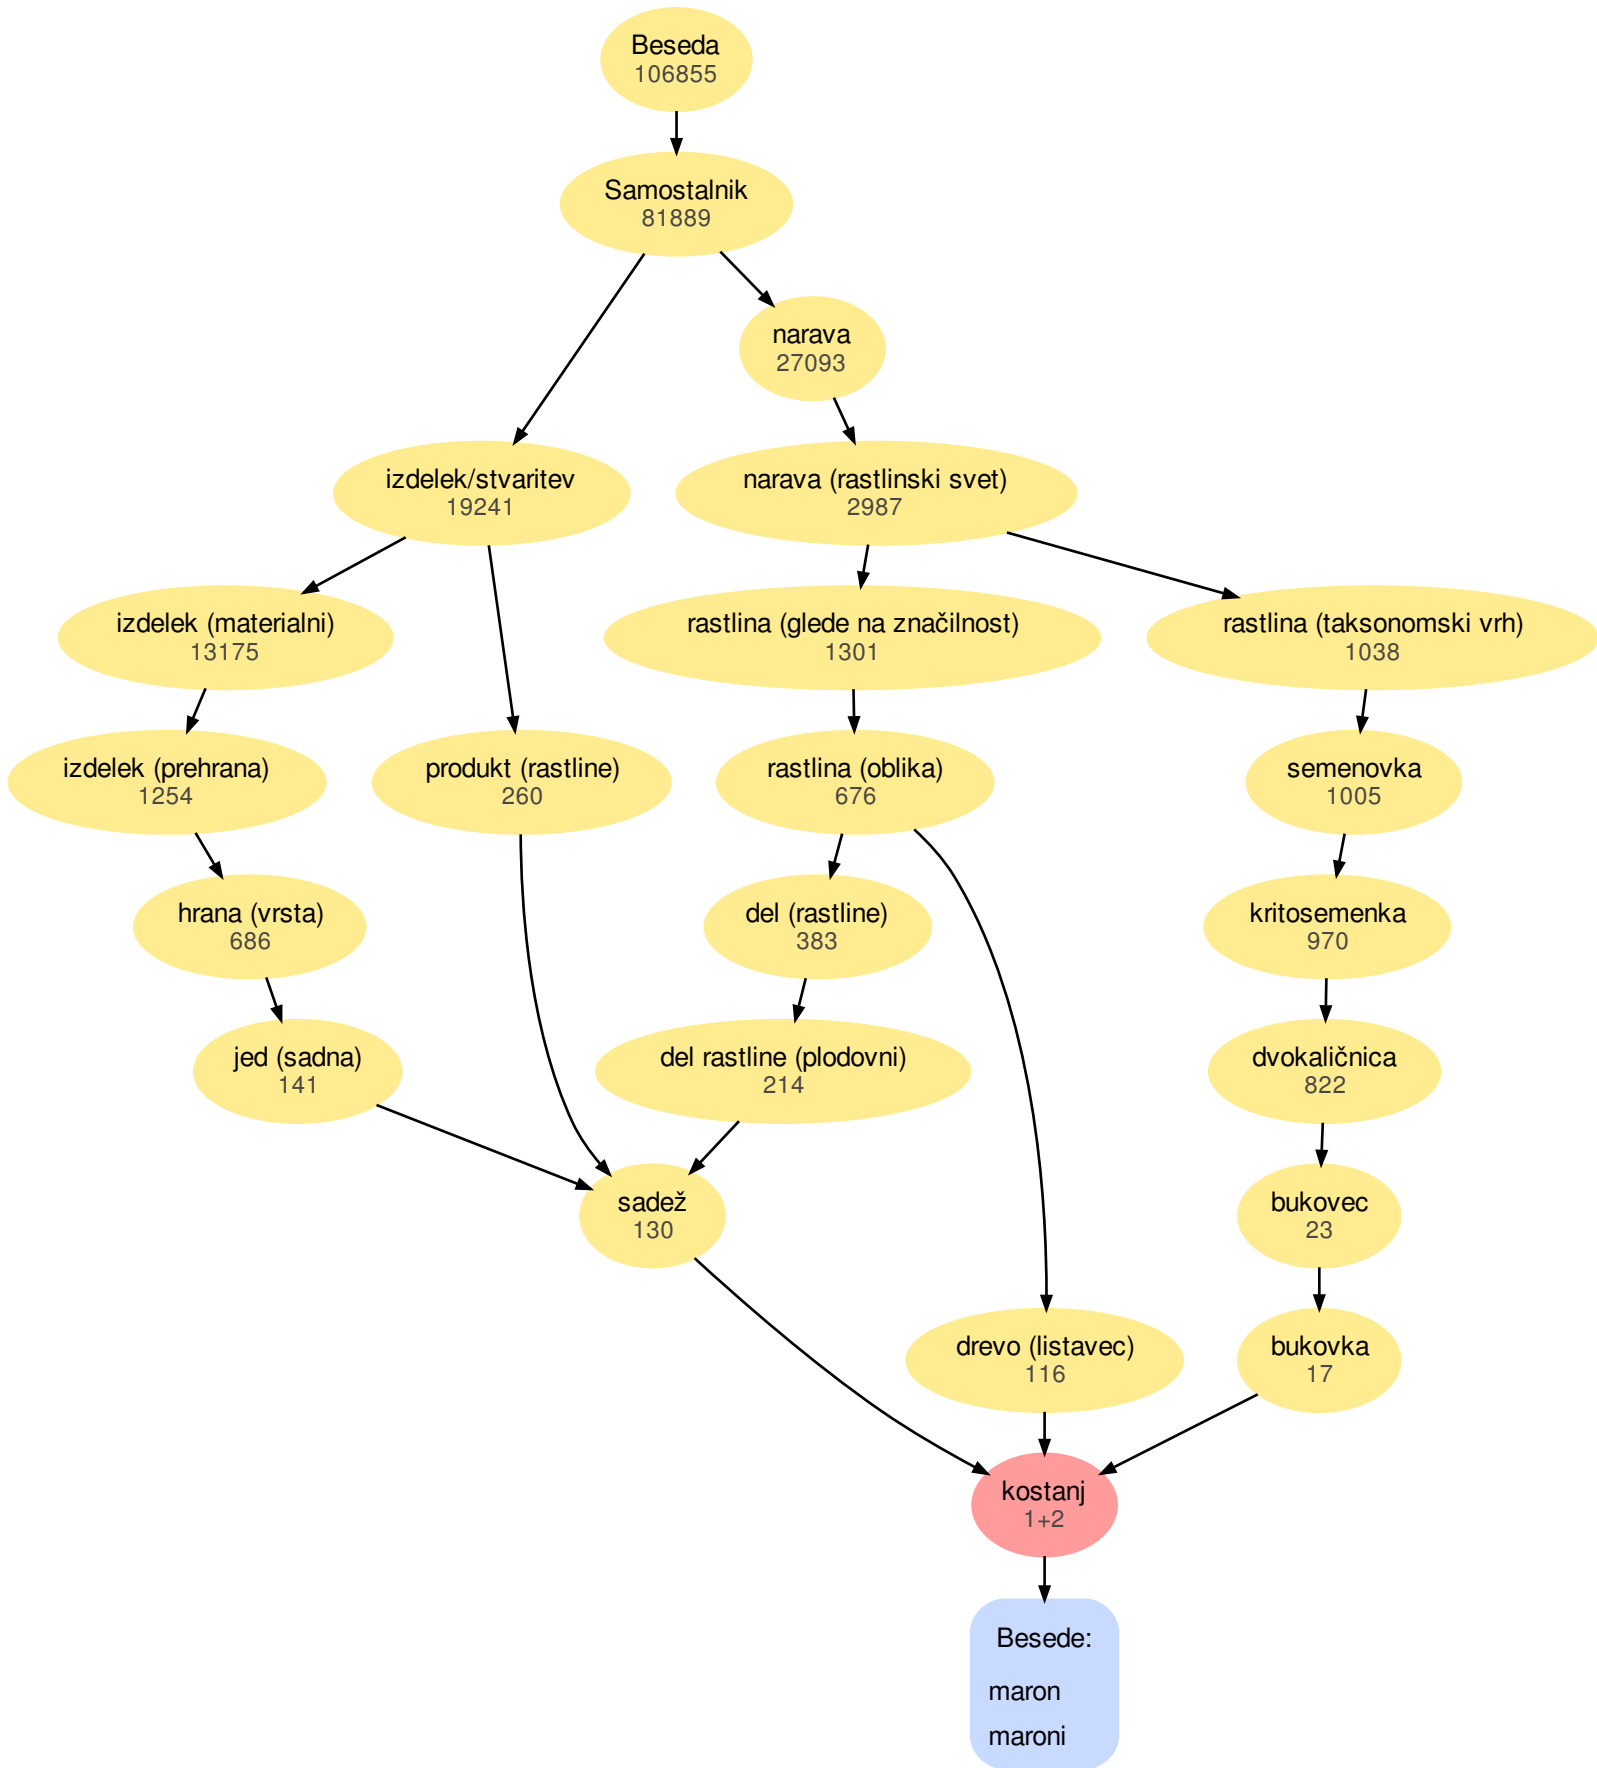 Beseda
106855
Samostalnik
81889
narava
27093
izdelek/stvaritev
19241
narava (rastlinski svet)
2987
izdelek (materialni)
13175
rastlina (glede na značilnost)
1301
rastlina (taksonomski vrh)
1038
izdelek (prehrana)
1254
produkt (rastline)
260
rastlina (oblika)
676
semenovka
1005
hrana (vrsta)
686
del (rastline)
383
kritosemenka
970
jed (sadna)
141
del rastline (plodovni)
214
dvokaličnica
822
sadež
130
bukovec
23
drevo (listavec)
116
bukovka
17
kostanj
1+2
Besede:
maron
maroni